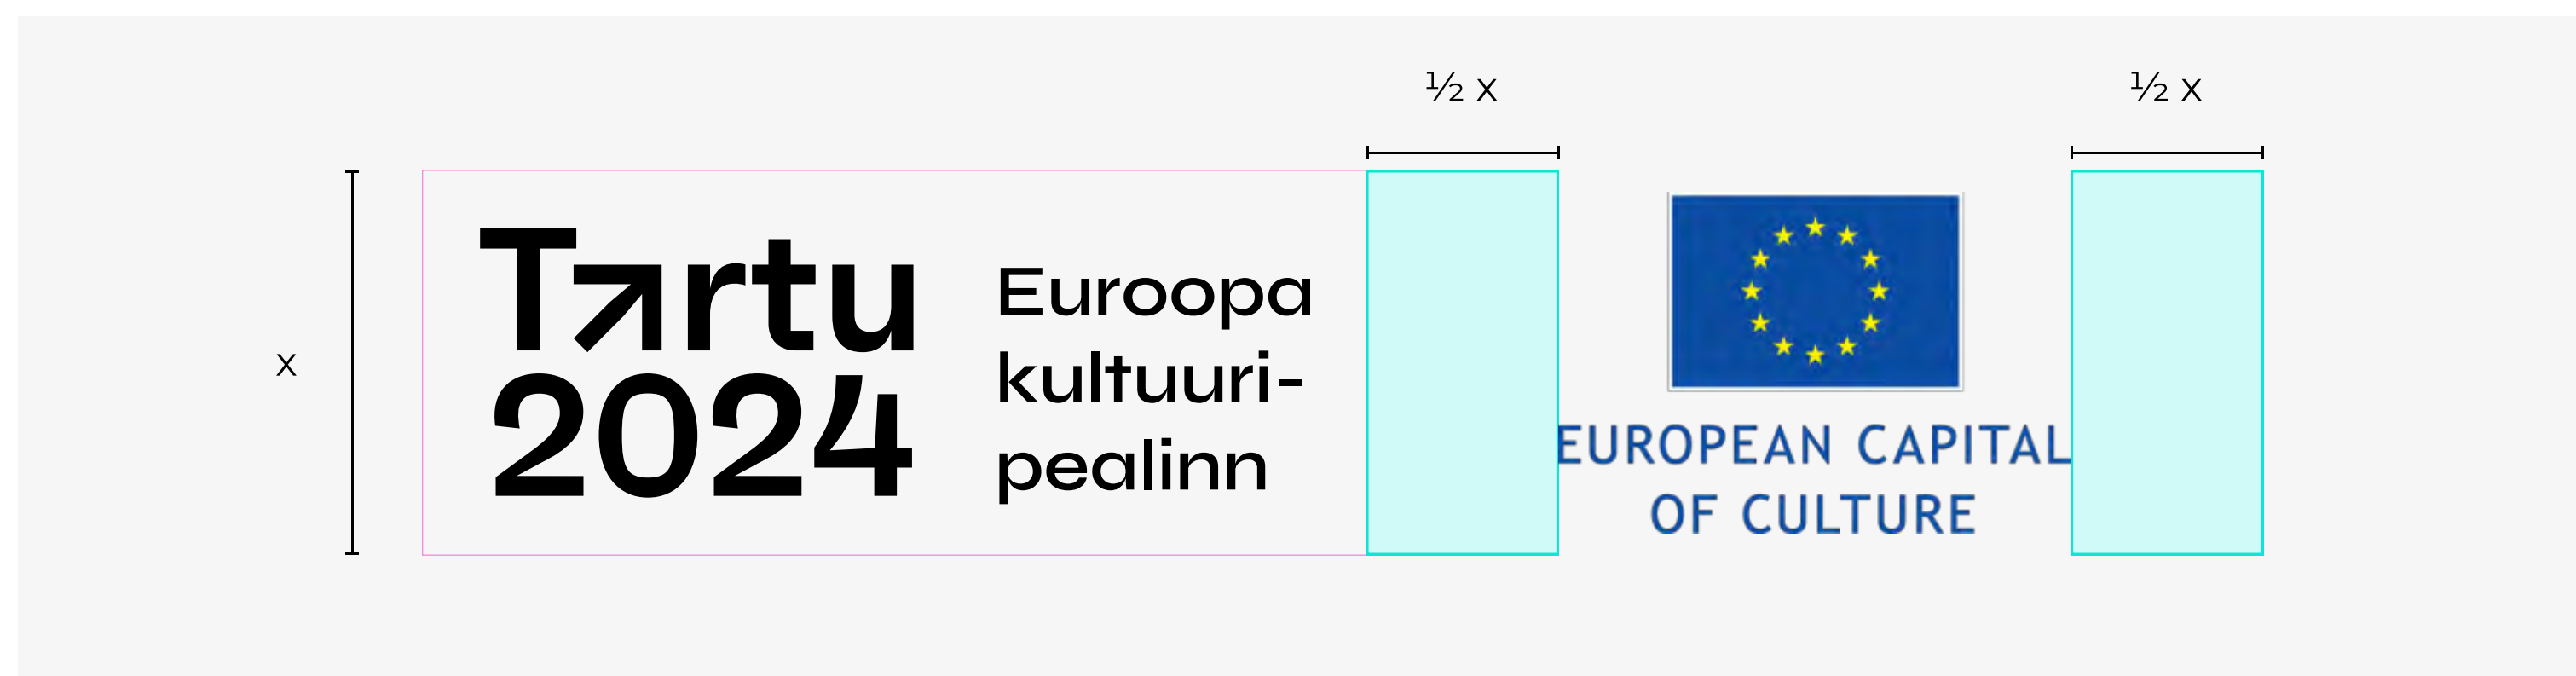 ½ x
½ x
x
Tartu
2024
Euroopa
kultuuri-
pealinn
EUROPEAN CAPITAL
OF CULTURE